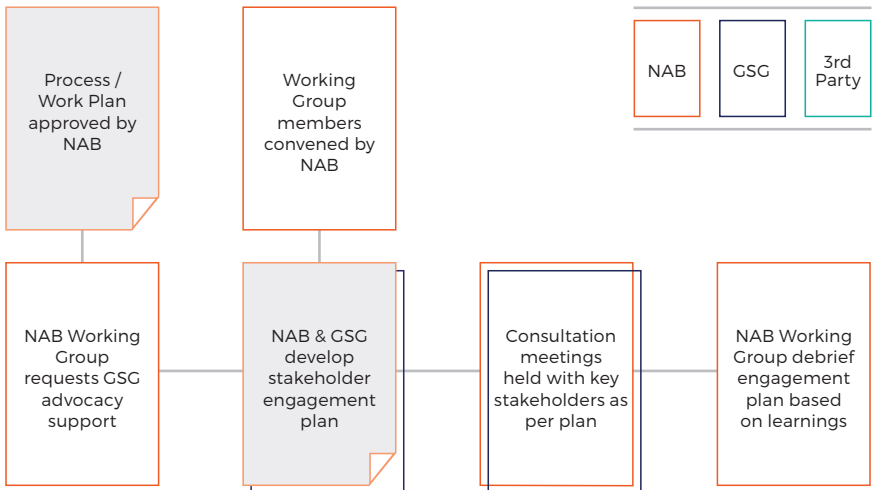 Process /
Work Plan
approved by
NAB
Working
Group
members
convened by
NAB
NAB
GSG
3rd
Party
NAB Working
Group
requests GSG
advocacy
support
NAB & GSG
develop
stakeholder
engagement
plan
Consultation
meetings
held with key
stakeholders as
per plan
NAB Working
Group debrief
engagement
plan based
on learnings